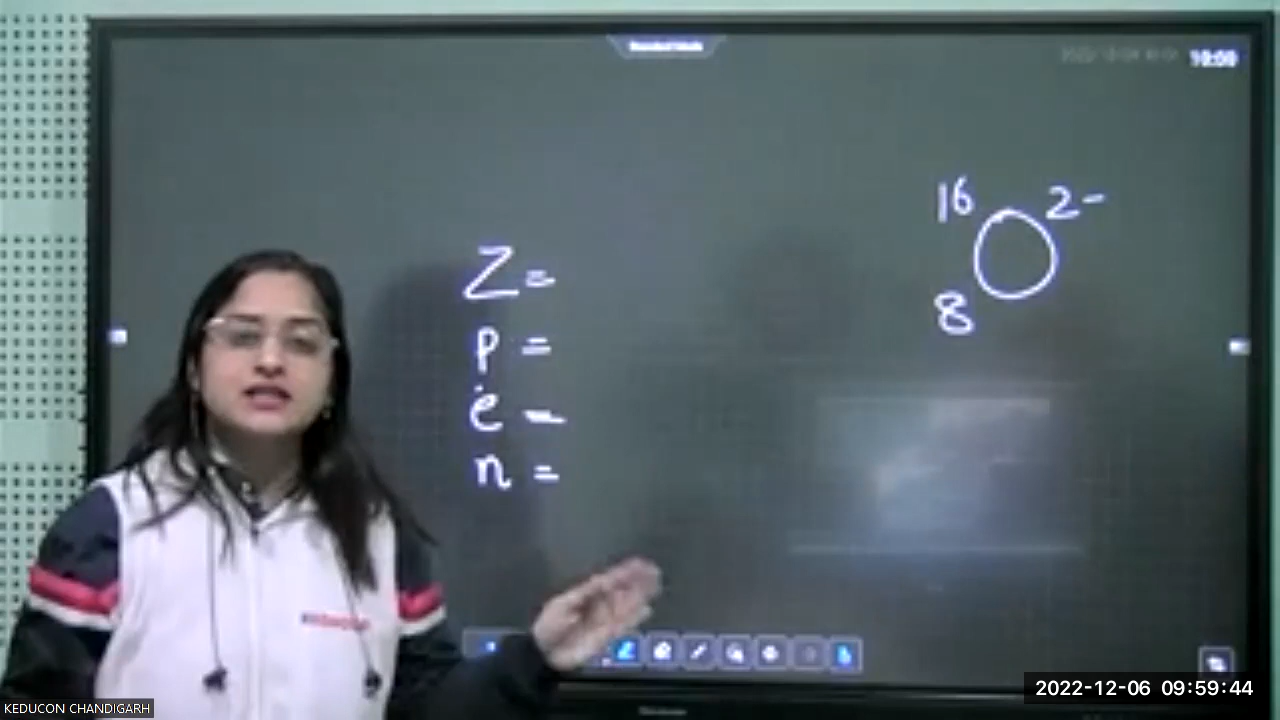 10:00
16 O 2-
8
Z =
p =
e -
n =
KEDUCON CHANDIGARH
2022-12-06 09:59:44